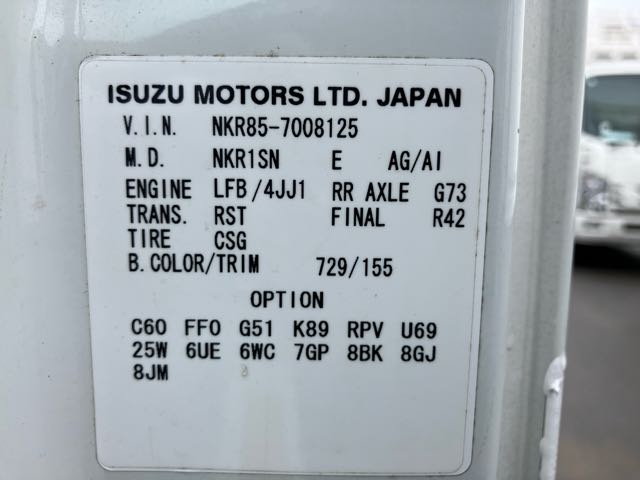 ISUZU MOTORS LTD. JAPAN
V.I.N. NKR85-7008125
M.D. NKR1SN E AG/AI
ENGINE LFB/4JJ1 RR AXLE G73
TRANS. RST FINAL R42
TIRE CSG
B.COLOR/TRIM 729/155
OPTION
C60 FF0 G51 K89 RPV U69
25W 6UE 6WC 7GP 8BK 8GJ
8JM